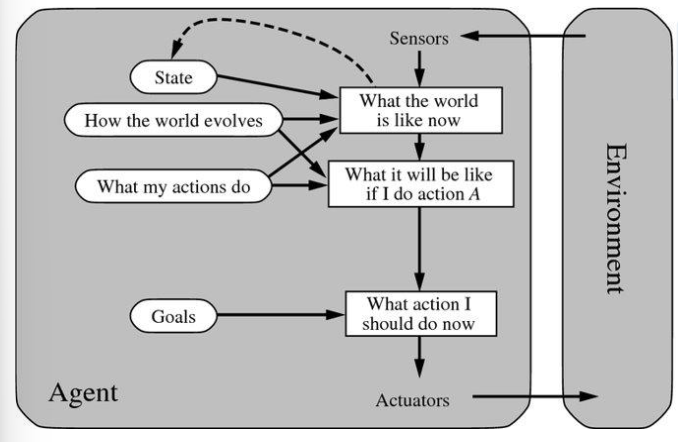 Sensors
State
What the world
is like now
How the world evolves
What it will be like
if I do action A
What my actions do
Environment
What action I
should do now
Goals
Agent
Actuators